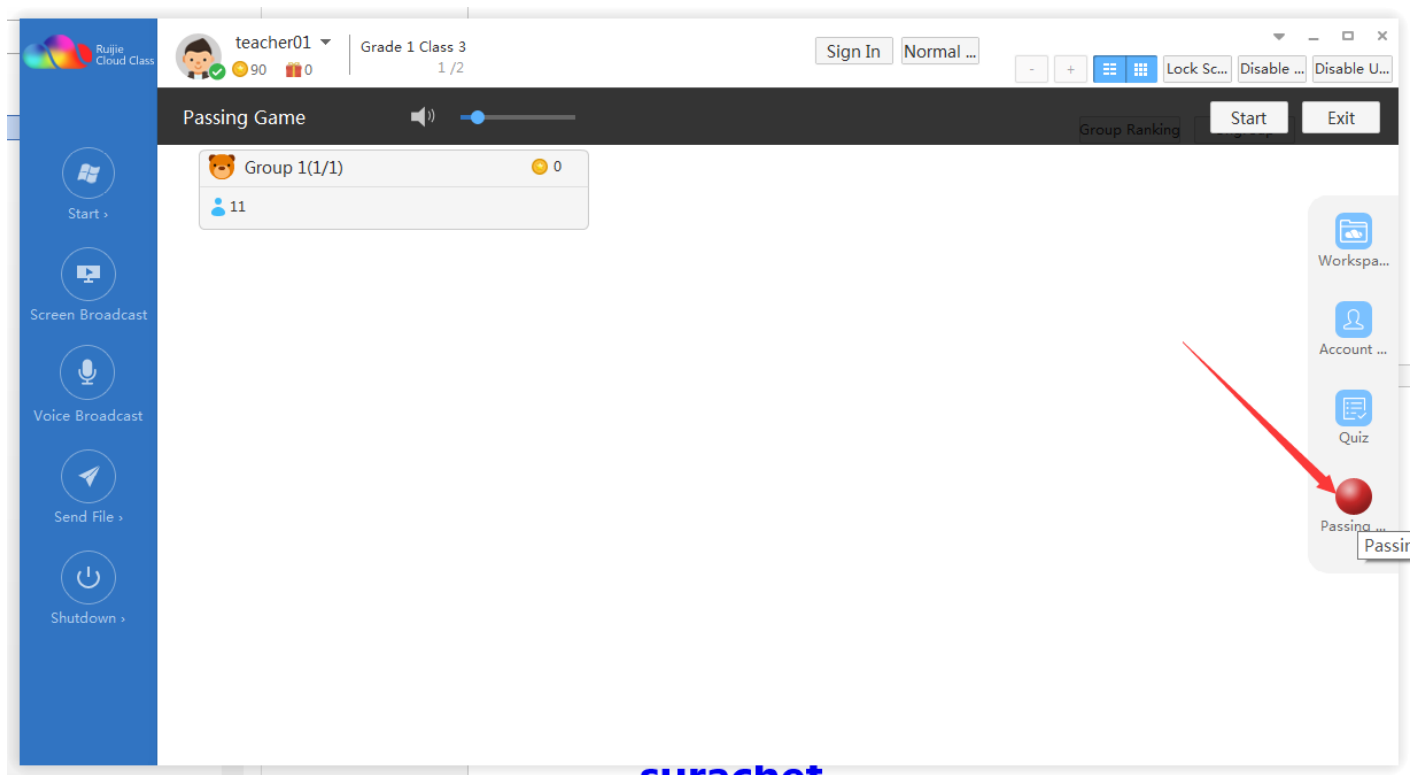 Ruijie
Cloud Class
teacher01
90 0
Grade 1 Class 3
1 /2
Sign In Normal ...
- + Lock Sc... Disable ... Disable U...
Passing Game
Group Ranking
Start Exit
Group 1(1/1) 0
11
Start ›
Screen Broadcast
Voice Broadcast
Send File ›
Shutdown ›
Workspa...
Account ...
Quiz
Passing ...
Passin
surachet